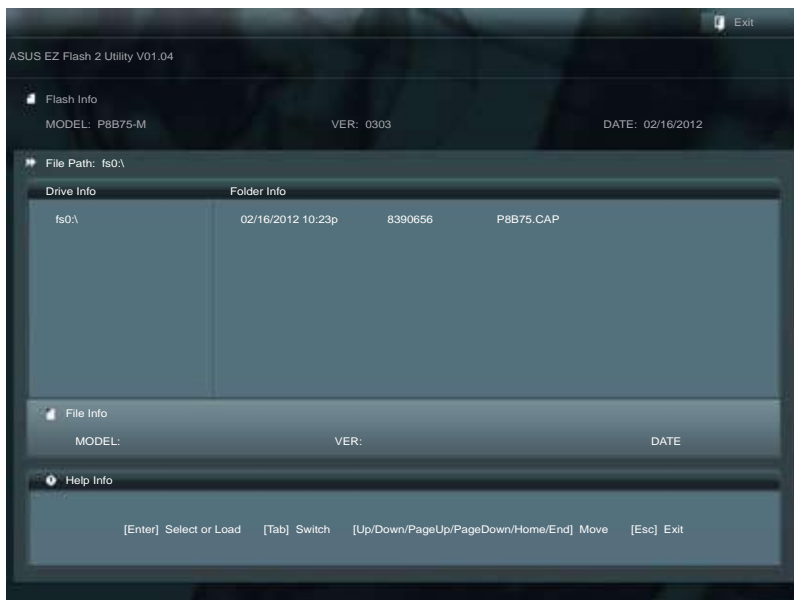 Exit
ASUS EZ Flash 2 Utility V01.04
Flash Info
MODEL: P8B75-M VER: 0303 DATE: 02/16/2012
File Path: fs0:\
Drive Info Folder Info
fs0:\ 02/16/2012 10:23p 8390656 P8B75.CAP
File Info
MODEL: VER: DATE
Help Info
[Enter] Select or Load [Tab] Switch [Up/Down/PageUp/PageDown/Home/End] Move [Esc] Exit